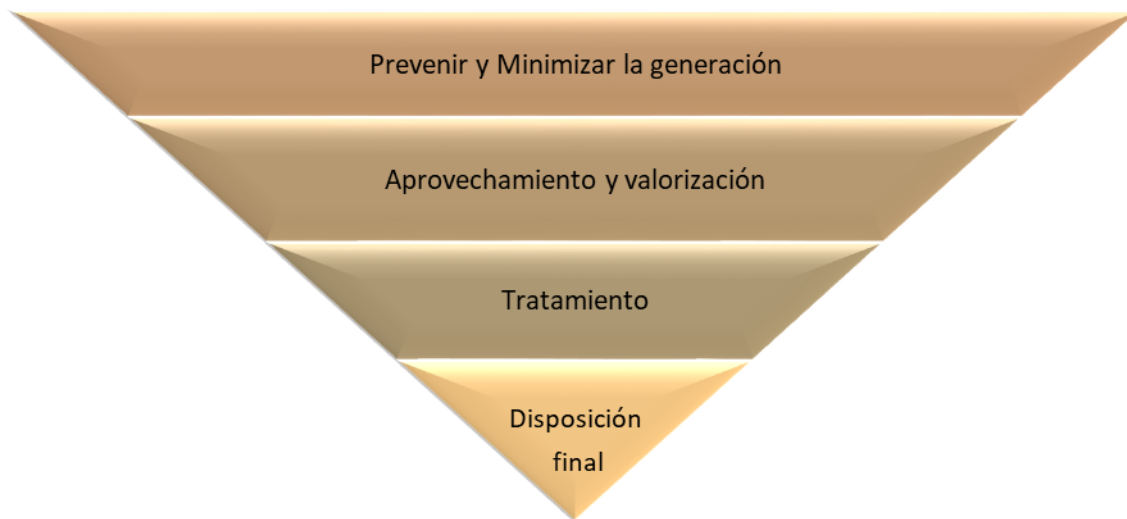 Prevenir y Minimizar la generación
Aprovechamiento y valorización
Tratamiento
Disposición
final